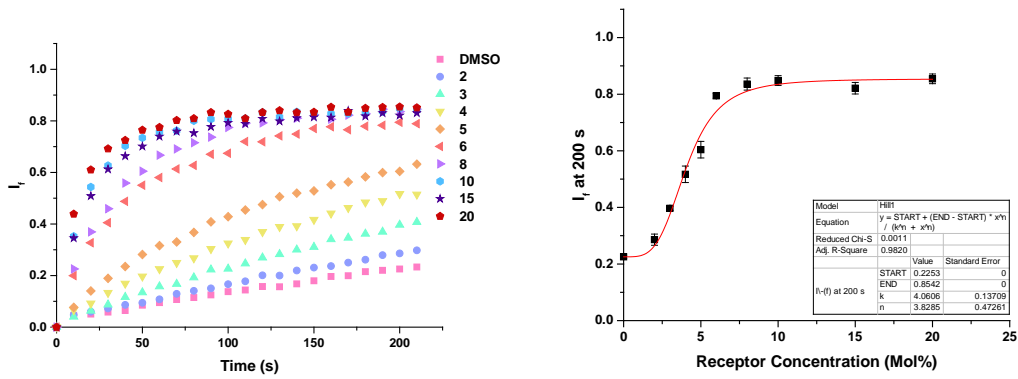 1.0
0.8
0.6
0.4
0.2
0.0
0
50
100
150
200
250
Time (s)
I_f
DMSO
2
3
4
5
6
8
10
15
20
1.0
0.8
0.6
0.4
0.2
0.0
0
5
10
15
20
25
Receptor Concentration (Mol%)
I_f at 200 s
Model Hill1
Equation y = START + (END - START) * x^n
/ (k^n + x^n)
Reduced Chi-S 0.0011
Adj. R-Square 0.9820
Value Standard Error
I\-(f) at 200 s START 0.2253 0
END 0.8542 0
k 4.0606 0.13709
n 3.8285 0.47261